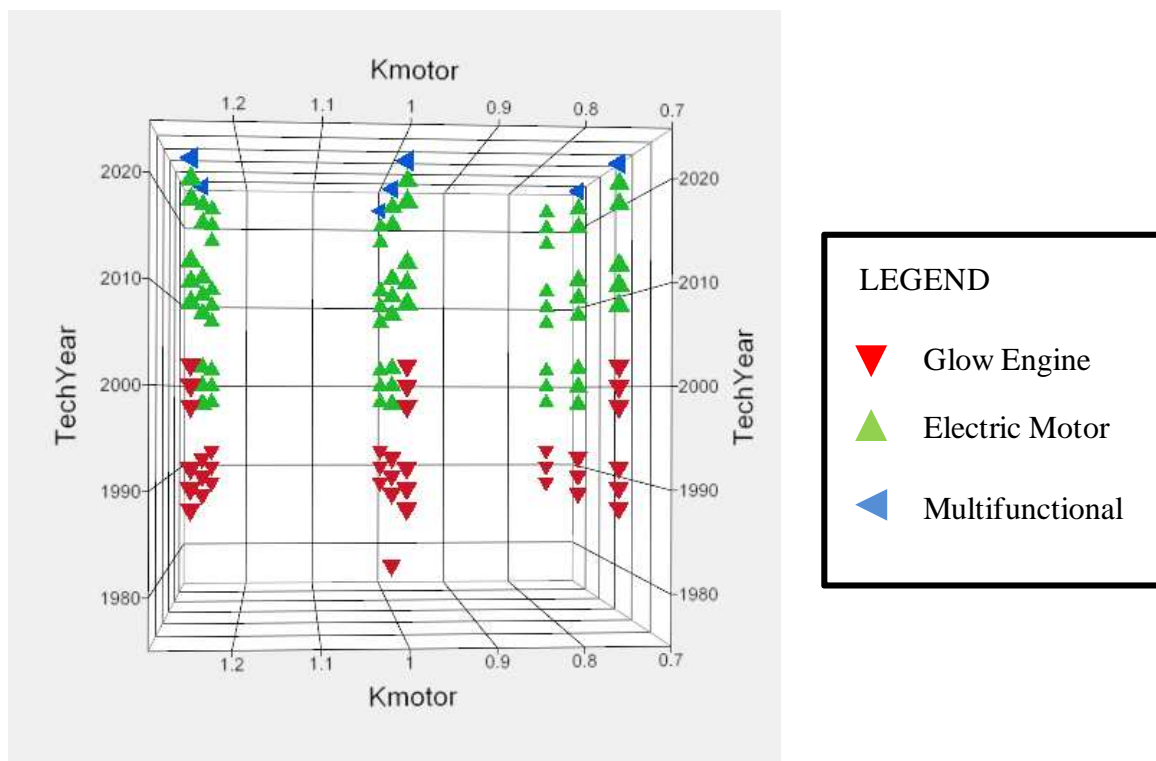 Kmotor
1.2 1.1 1 0.9 0.8 0.7
2020 2020
2010 2010
2000 2000
1990 1990
1980 1980
TechYear
TechYear
1.2 1.1 1 0.9 0.8 0.7
Kmotor
LEGEND
Glow Engine
Electric Motor
Multifunctional